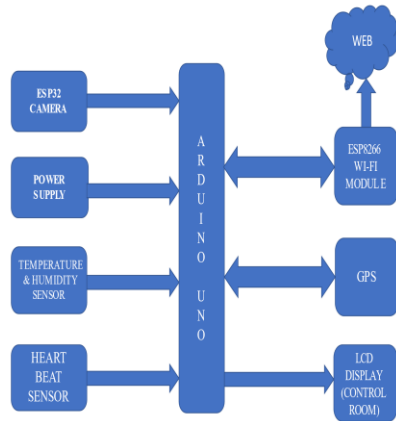 WEB
ESP32
CAMERA
POWER
SUPPLY
TEMPERATURE
& HUMIDITY
SENSOR
HEART
BEAT
SENSOR
A
R
D
U
I
N
O
U
N
O
ESP8266
WI-FI
MODULE
GPS
LCD
DISPLAY
(CONTROL
ROOM)